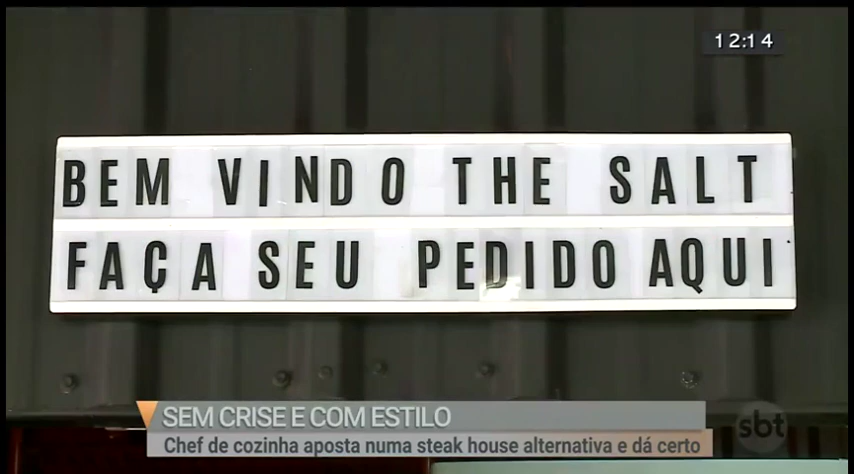 12:14
BEM VINDO THE SALT
FAÇA SEU PEDIDO AQUI
SEM CRISE E COM ESTILO
sbt
Chef de cozinha aposta numa steak house alternativa e dá certo